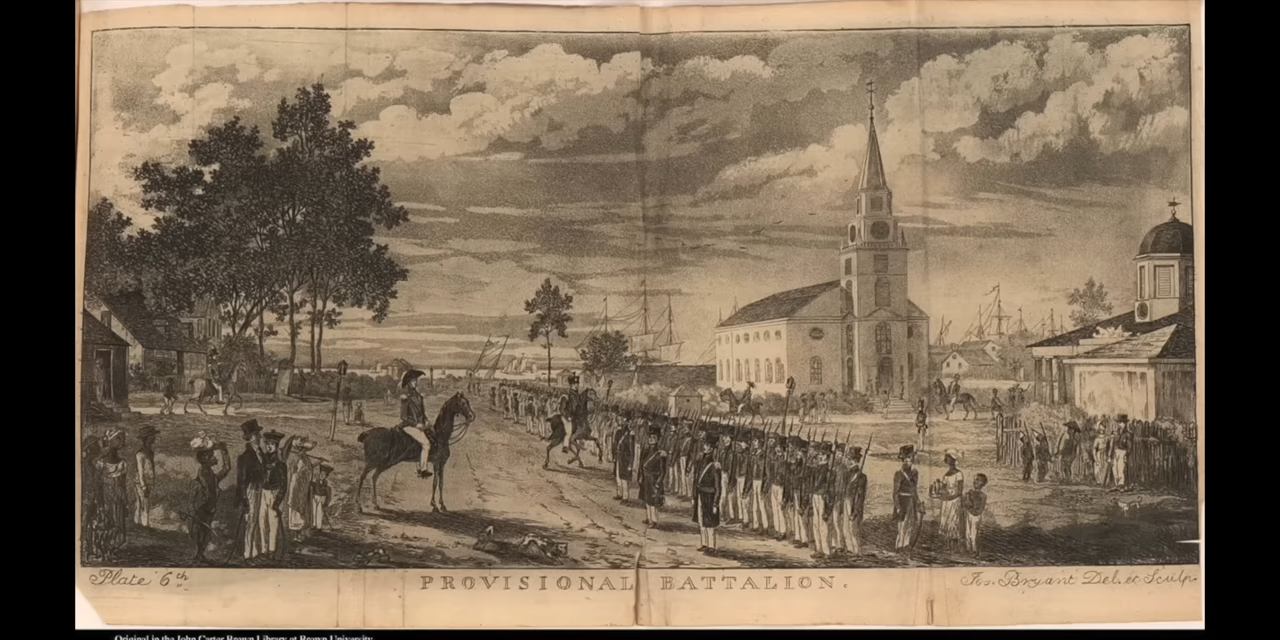 Plate 6th
PROVISIONAL BATTALION.
Jos. Bryant Del. et Sculp.
Original in the John Carter Brown Library at Brown University